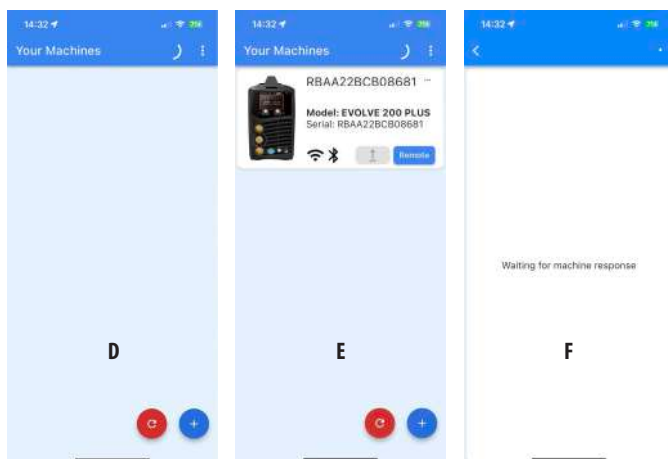 14:32
Your Machines
D
14:32
Your Machines
RBAA22BCB08681
Model: EVOLVE 200 PLUS
Serial: RBAA22BCB08681
Remote
E
14:32
Waiting for machine response
F